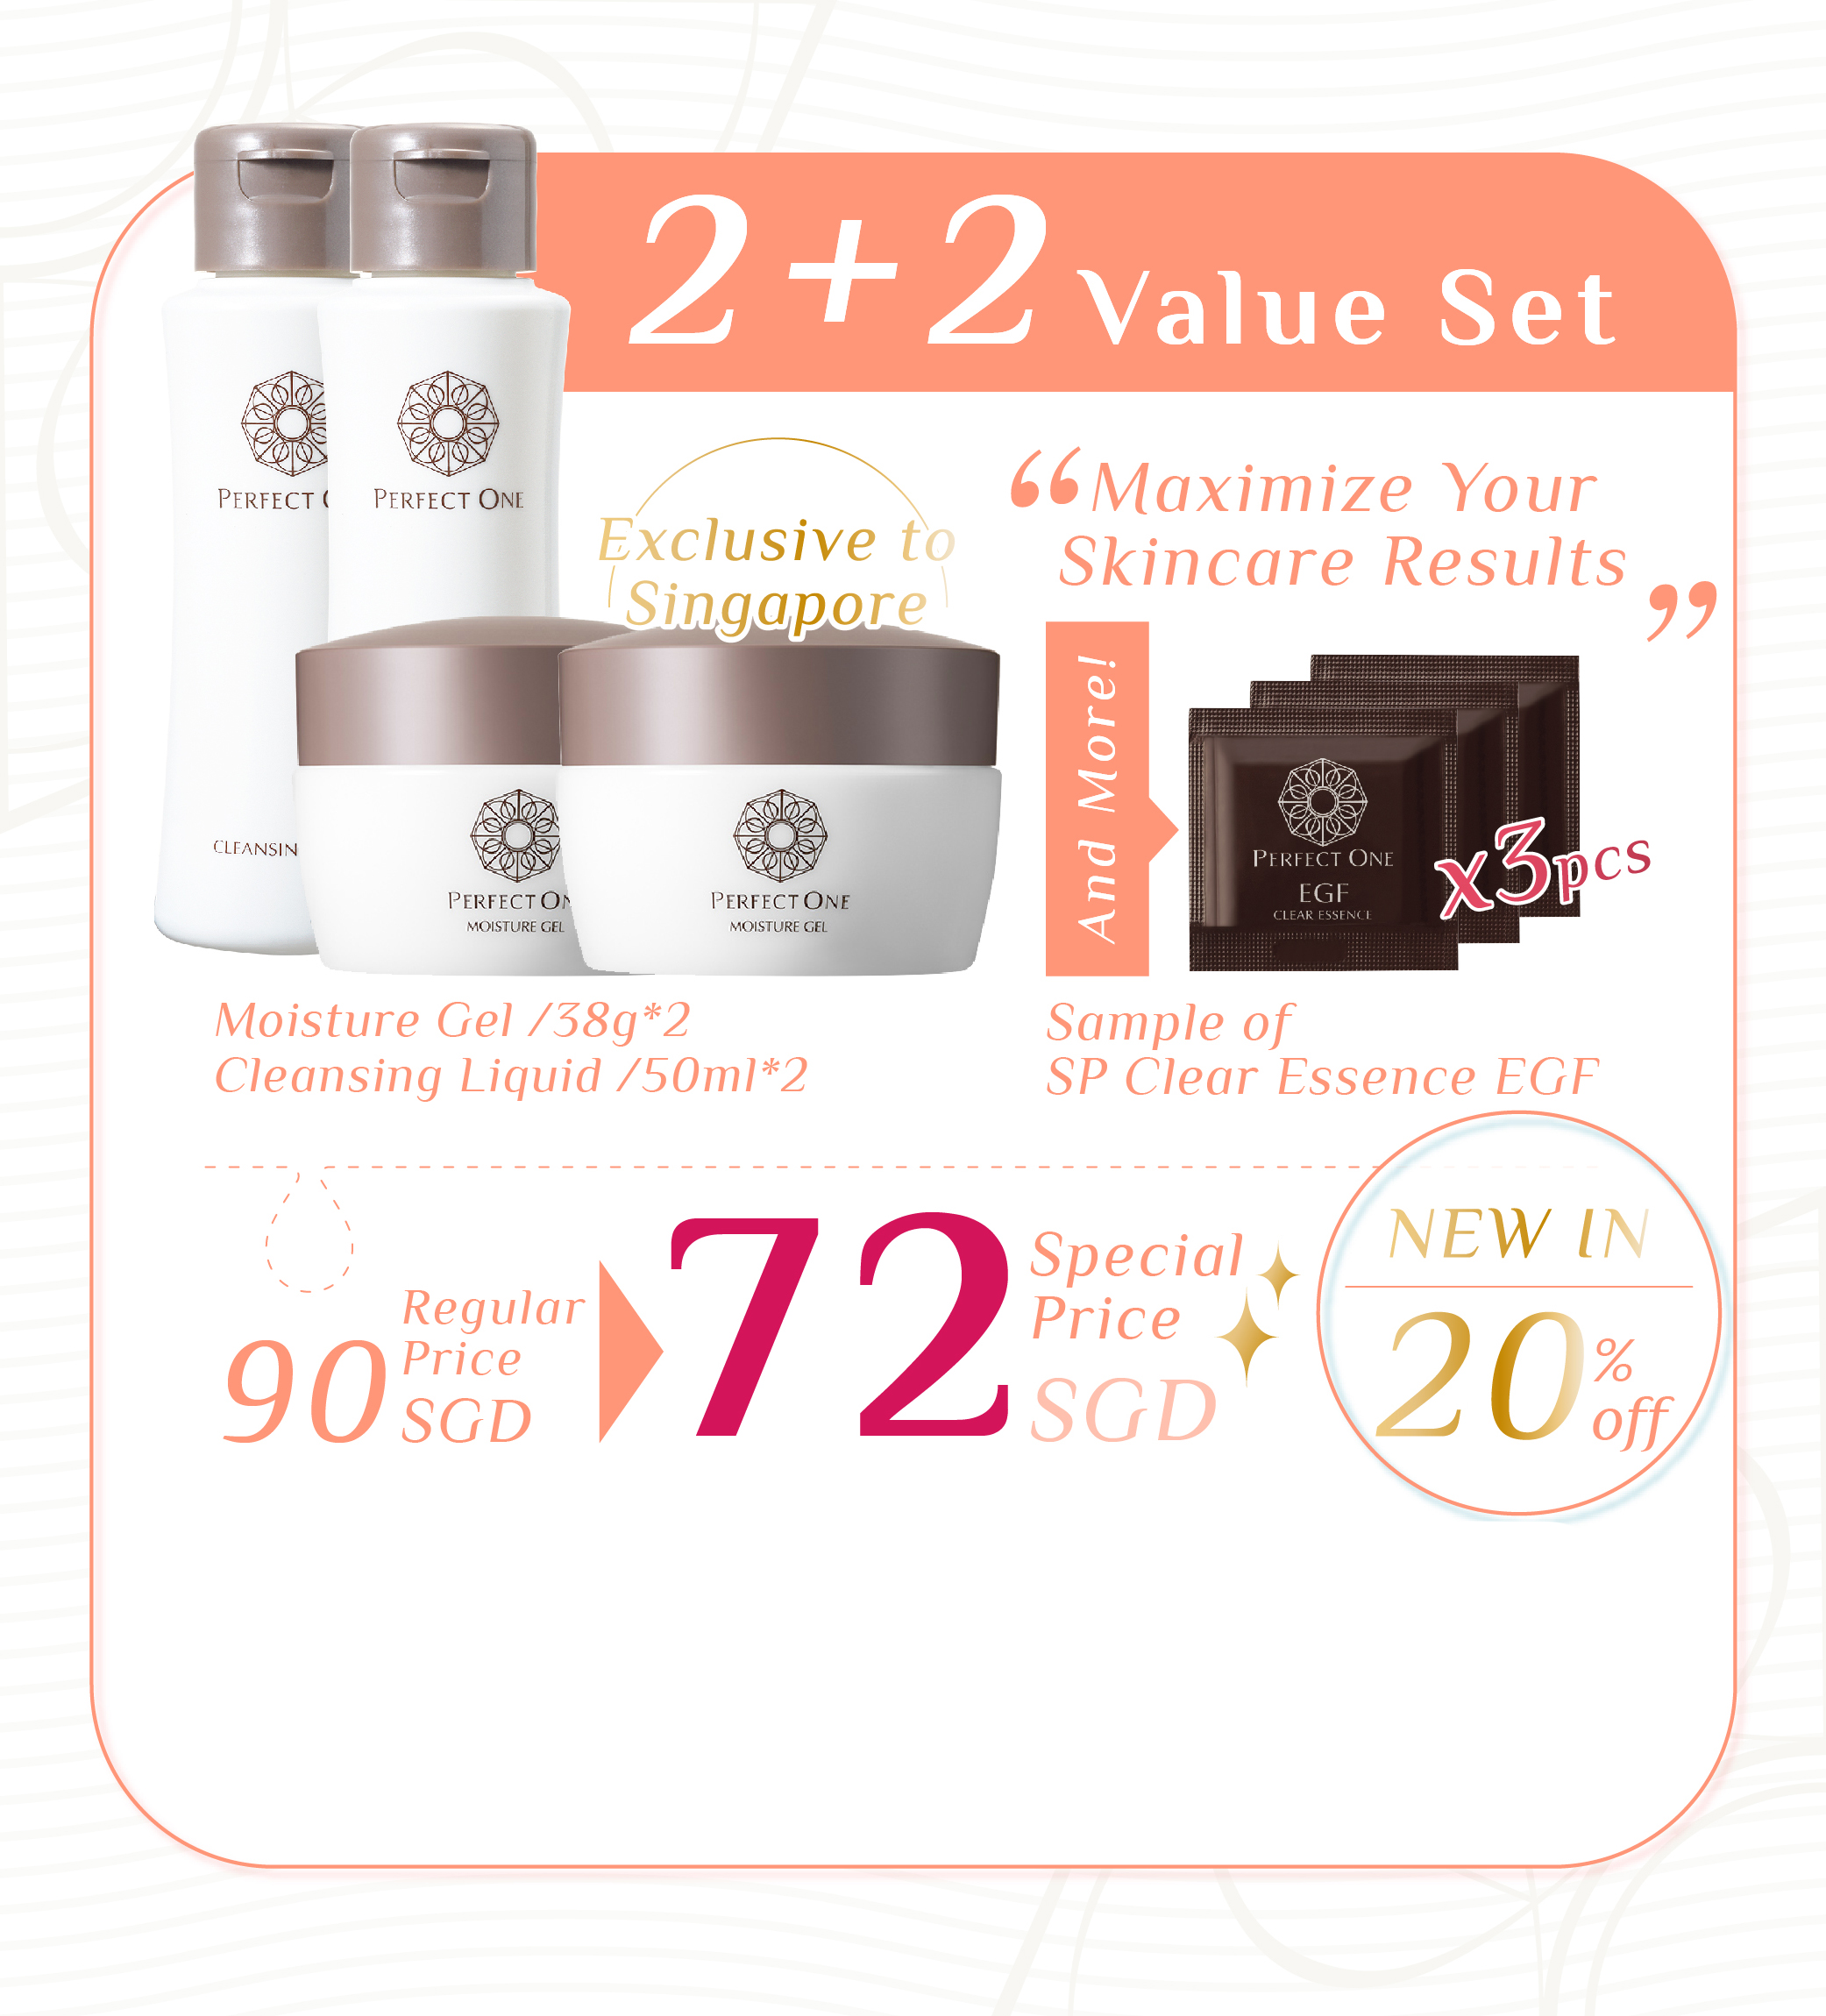 2+2 Value Set
PERFECT
PERFECT ONE
Exclusive to
Singapore
“Maximize Your
Skincare Results”
And More!
CLEANSIN
PERFECT ON
MOISTURE GEL
PERFECT ONE
MOISTURE GEL
PERFECT ONE
EGF
CLEAR ESSENCE
x3pcs
Moisture Gel /38g*2
Cleansing Liquid /50ml*2
Sample of
SP Clear Essence EGF
90 Regular
Price
SGD
72 Special
Price
SGD
NEW IN
20%
off